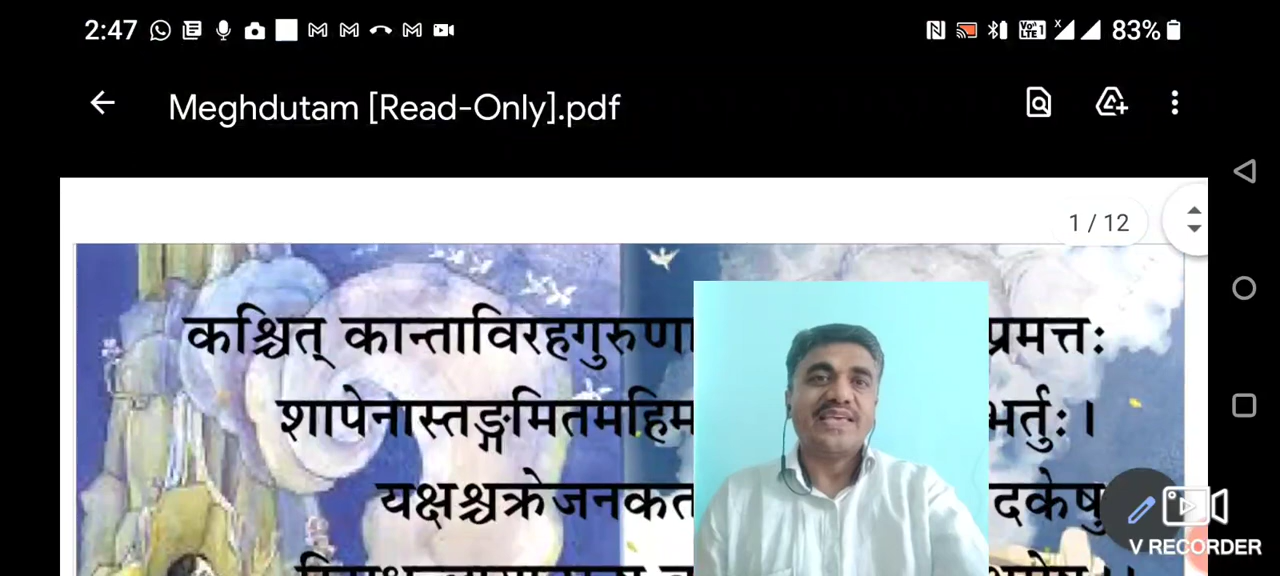 2:47 VoLTE1 83%
Meghdutam [Read-Only].pdf
1 / 12
कश्चित् कान्ताविरहगुरुणा प्रमत्तः
शापेनास्तङ्गमितमहिम भर्तुः।
यक्षश्चक्रे जनकत दकेषु
V RECORDER